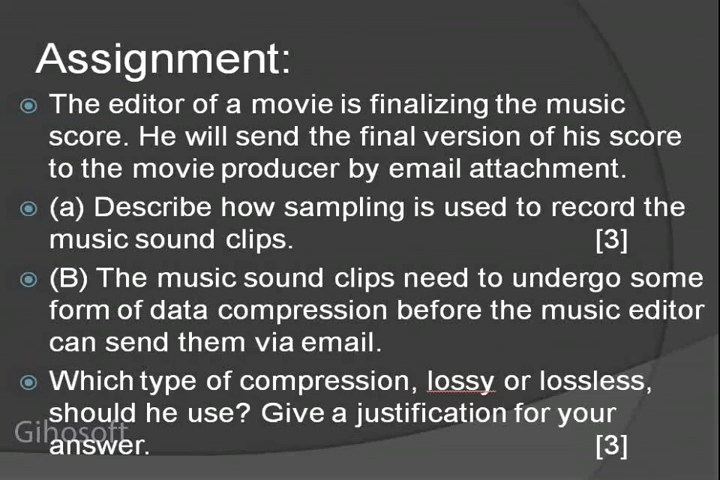 Assignment:
The editor of a movie is finalizing the music
score. He will send the final version of his score
to the movie producer by email attachment.
(a) Describe how sampling is used to record the
music sound clips. [3]
(B) The music sound clips need to undergo some
form of data compression before the music editor
can send them via email.
Which type of compression, lossy or lossless,
should he use? Give a justification for your
Gihosoft
answer. [3]